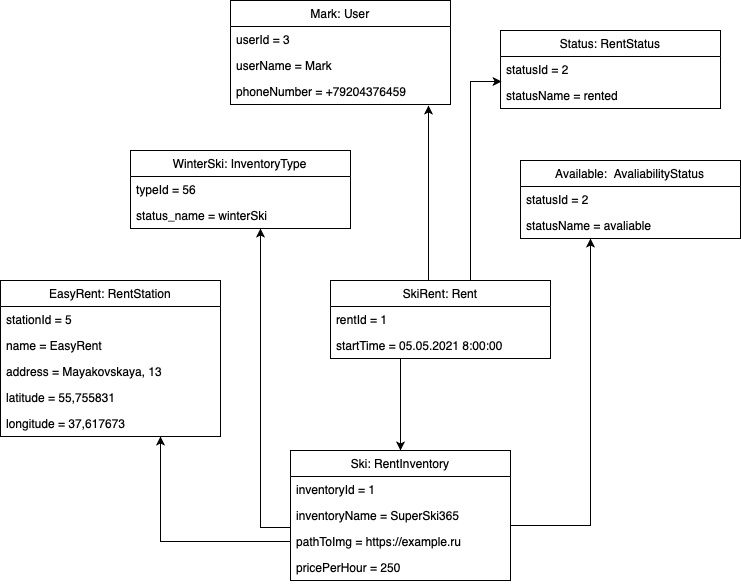 Mark: User
userId = 3
userName = Mark
phoneNumber = +79204376459
Status: RentStatus
statusId = 2
statusName = rented
WinterSki: InventoryType
typeId = 56
status_name = winterSki
Available:  AvaliabilityStatus
statusId = 2
statusName = avaliable
EasyRent: RentStation
stationId = 5
name = EasyRent
address = Mayakovskaya, 13
latitude = 55,755831
longitude = 37,617673
SkiRent: Rent
rentId = 1
startTime = 05.05.2021 8:00:00
Ski: RentInventory
inventoryId = 1
inventoryName = SuperSki365
pathToImg = https://example.ru
pricePerHour = 250